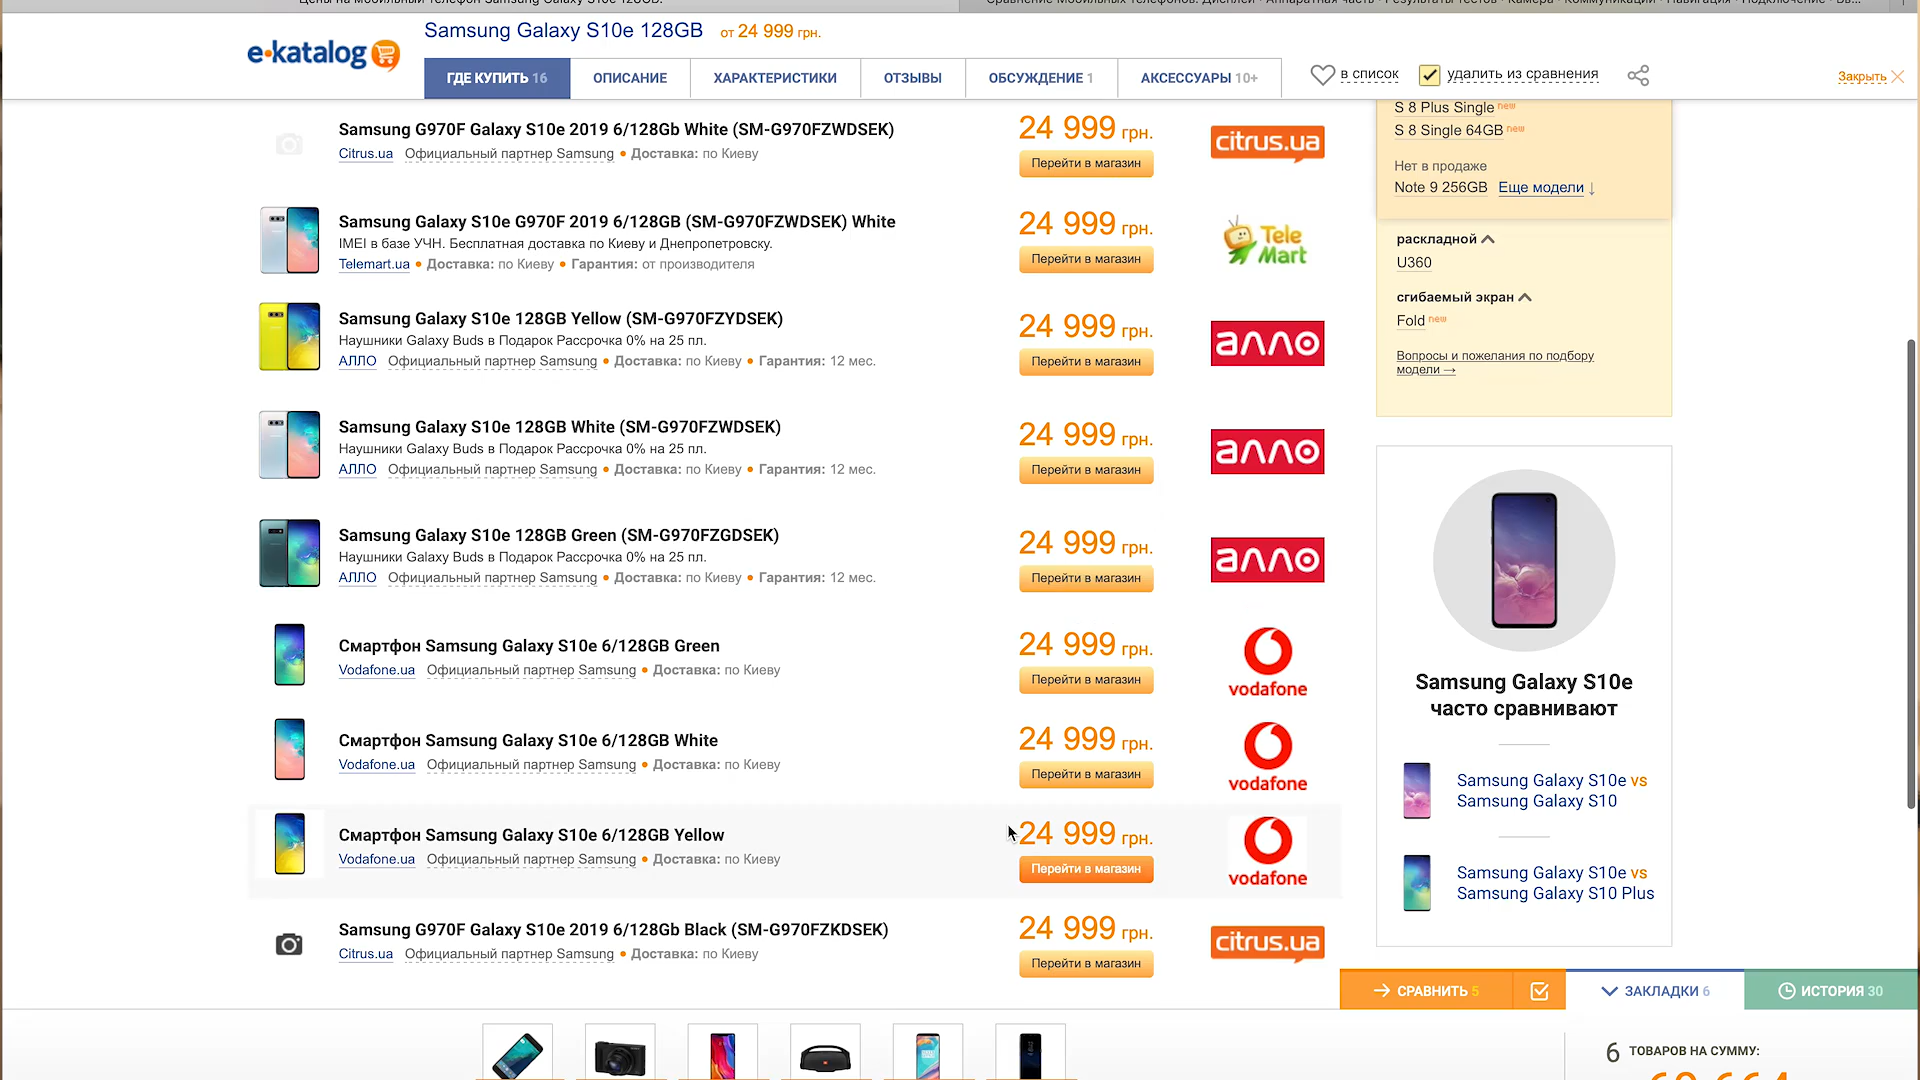 Цены на мобильный телефон Samsung Galaxy S10e 128GB.
e-katalog
Samsung Galaxy S10e 128GB от 24 999 грн.
ГДЕ КУПИТЬ 16
ОПИСАНИЕ
ХАРАКТЕРИСТИКИ
ОТЗЫВЫ
ОБСУЖДЕНИЕ 1
АКСЕССУАРЫ 10+
в список
удалить из сравнения
Закрыть
Samsung G970F Galaxy S10e 2019 6/128Gb White (SM-G970FZWDSEK)
Citrus.ua Официальный партнер Samsung • Доставка: по Киеву
24 999 грн.
Перейти в магазин
citrus.ua
Samsung Galaxy S10e G970F 2019 6/128GB (SM-G970FZWDSEK) White
IMEI в базе УЧН. Бесплатная доставка по Киеву и Днепропетровску.
Telemart.ua • Доставка: по Киеву • Гарантия: от производителя
24 999 грн.
Перейти в магазин
Tele
Mart
Samsung Galaxy S10e 128GB Yellow (SM-G970FZYDSEK)
Наушники Galaxy Buds в Подарок Рассрочка 0% на 25 пл.
АЛЛО Официальный партнер Samsung • Доставка: по Киеву • Гарантия: 12 мес.
24 999 грн.
Перейти в магазин
алло
Samsung Galaxy S10e 128GB White (SM-G970FZWDSEK)
Наушники Galaxy Buds в Подарок Рассрочка 0% на 25 пл.
АЛЛО Официальный партнер Samsung • Доставка: по Киеву • Гарантия: 12 мес.
24 999 грн.
Перейти в магазин
алло
Samsung Galaxy S10e 128GB Green (SM-G970FZGDSEK)
Наушники Galaxy Buds в Подарок Рассрочка 0% на 25 пл.
АЛЛО Официальный партнер Samsung • Доставка: по Киеву • Гарантия: 12 мес.
24 999 грн.
Перейти в магазин
алло
Смартфон Samsung Galaxy S10e 6/128GB Green
Vodafone.ua Официальный партнер Samsung • Доставка: по Киеву
24 999 грн.
Перейти в магазин
vodafone
Смартфон Samsung Galaxy S10e 6/128GB White
Vodafone.ua Официальный партнер Samsung • Доставка: по Киеву
24 999 грн.
Перейти в магазин
vodafone
Смартфон Samsung Galaxy S10e 6/128GB Yellow
Vodafone.ua Официальный партнер Samsung • Доставка: по Киеву
24 999 грн.
Перейти в магазин
vodafone
Samsung G970F Galaxy S10e 2019 6/128Gb Black (SM-G970FZKDSEK)
Citrus.ua Официальный партнер Samsung • Доставка: по Киеву
24 999 грн.
Перейти в магазин
citrus.ua
S 8 Plus Single new
S 8 Single 64GB new
Нет в продаже
Note 9 256GB Еще модели ↓
раскладной
U360
сгибаемый экран
Fold new
Вопросы и пожелания по подбору
модели →
Samsung Galaxy S10e
часто сравнивают
Samsung Galaxy S10e vs
Samsung Galaxy S10
Samsung Galaxy S10e vs
Samsung Galaxy S10 Plus
→ СРАВНИТЬ 5
ЗАКЛАДКИ 6
ИСТОРИЯ 30
6 ТОВАРОВ НА СУММУ: